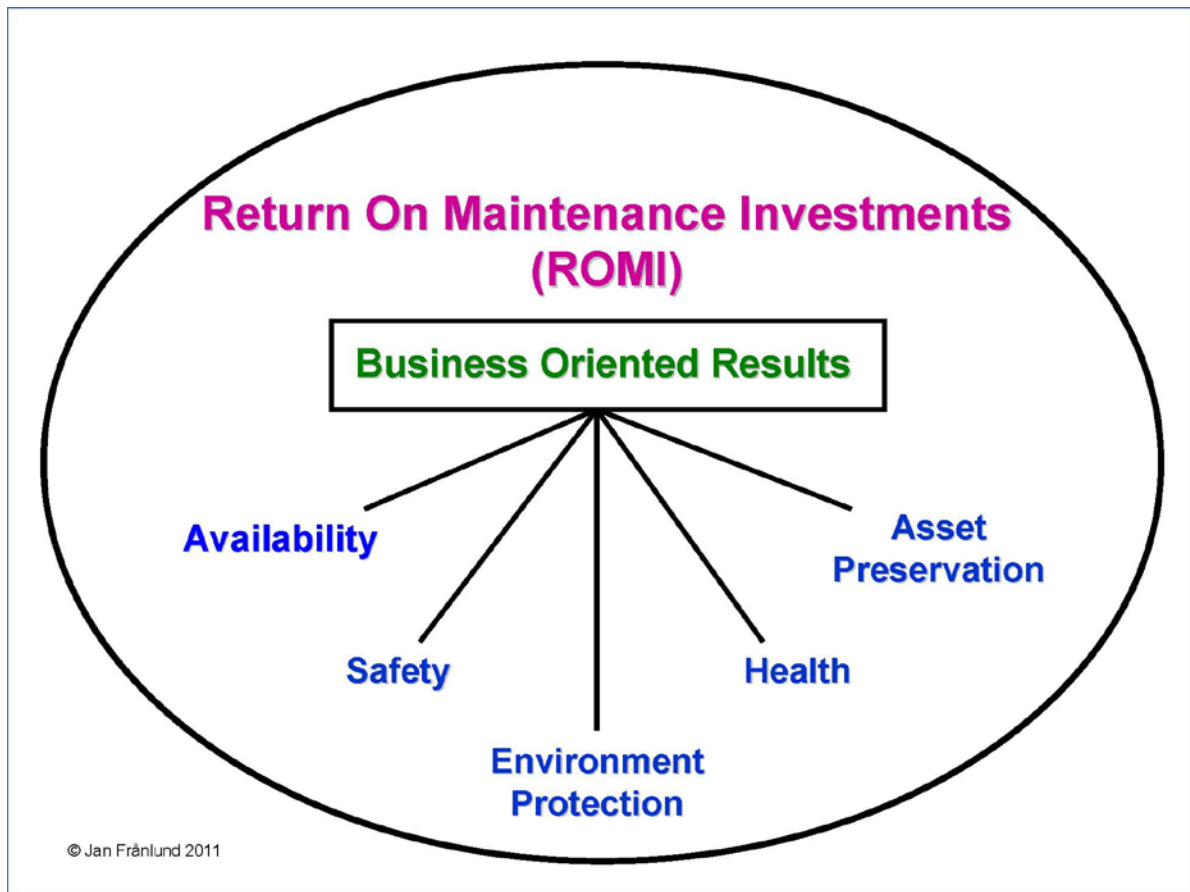 Return On Maintenance Investments
(ROMI)
Business Oriented Results
Availability
Asset
Preservation
Safety
Health
Environment
Protection
© Jan Frånlund 2011